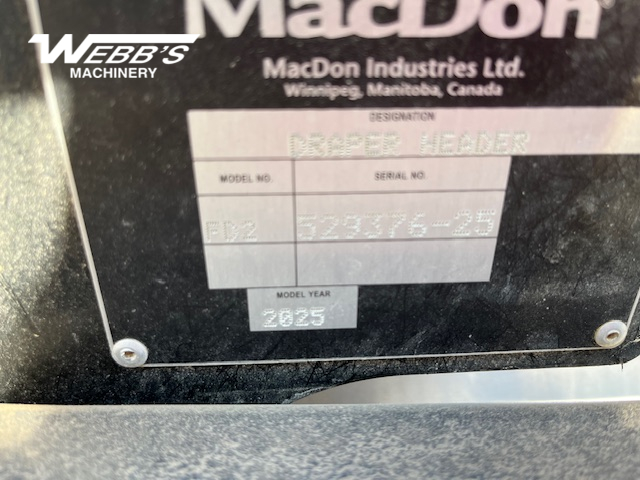 MacDon
WEBB'S
MACHINERY
MacDon Industries Ltd.
Winnipeg, Manitoba, Canada
DESIGNATION
DRAPER HEADER
MODEL NO.
SERIAL NO.
FD2
529376-25
MODEL YEAR
2025